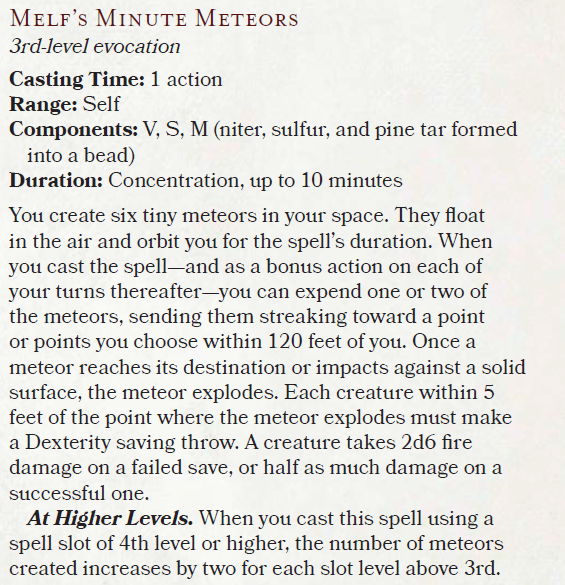 Melf's Minute Meteors
3rd-level evocation
Casting Time: 1 action
Range: Self
Components: V, S, M (niter, sulfur, and pine tar formed
into a bead)
Duration: Concentration, up to 10 minutes
You create six tiny meteors in your space. They float
in the air and orbit you for the spell's duration. When
you cast the spell—and as a bonus action on each of
your turns thereafter—you can expend one or two of
the meteors, sending them streaking toward a point
or points you choose within 120 feet of you. Once a
meteor reaches its destination or impacts against a solid
surface, the meteor explodes. Each creature within 5
feet of the point where the meteor explodes must make
a Dexterity saving throw. A creature takes 2d6 fire
damage on a failed save, or half as much damage on a
successful one.
At Higher Levels. When you cast this spell using a
spell slot of 4th level or higher, the number of meteors
created increases by two for each slot level above 3rd.